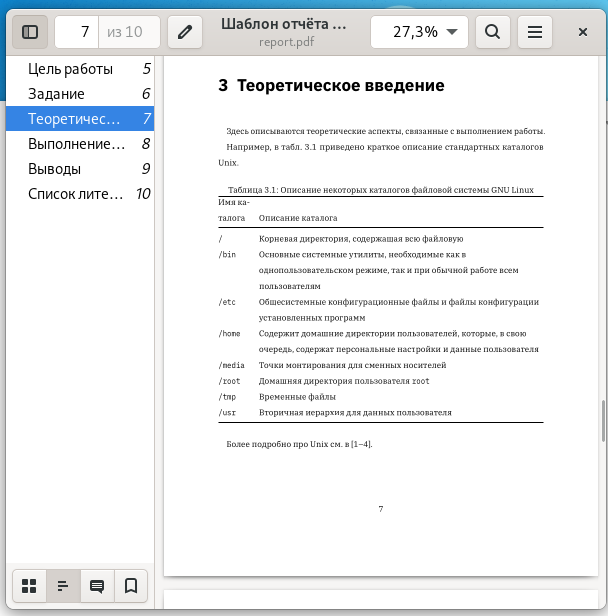 7 из 10
Шаблон отчёта ...
report.pdf
27,3%
Цель работы 5
Задание 6
Теоретичес... 7
Выполнение... 8
Выводы 9
Список лите... 10
3 Теоретическое введение
Здесь описываются теоретические аспекты, связанные с выполнением работы.
Например, в табл. 3.1 приведено краткое описание стандартных каталогов
Unix.
Таблица 3.1: Описание некоторых каталогов файловой системы GNU Linux
Имя ка-
талога Описание каталога
/ Корневая директория, содержашая всю файловую
/bin Основные системные утилиты, необходимые как в
однопользовательском режиме, так и при обычной работе всем
пользователям
/etc Общесистемные конфигурационные файлы и файлы конфигурации
установленных программ
/home Содержит домашние директории пользователей, которые, в свою
очередь, содержат персональные настройки и данные пользователя
/media Точки монтирования для сменных носителей
/root Домашняя директория пользователя root
/tmp Временные файлы
/usr Вторичная иерархия для данных пользователя
Более подробно про Unix см. в [1–4].
7